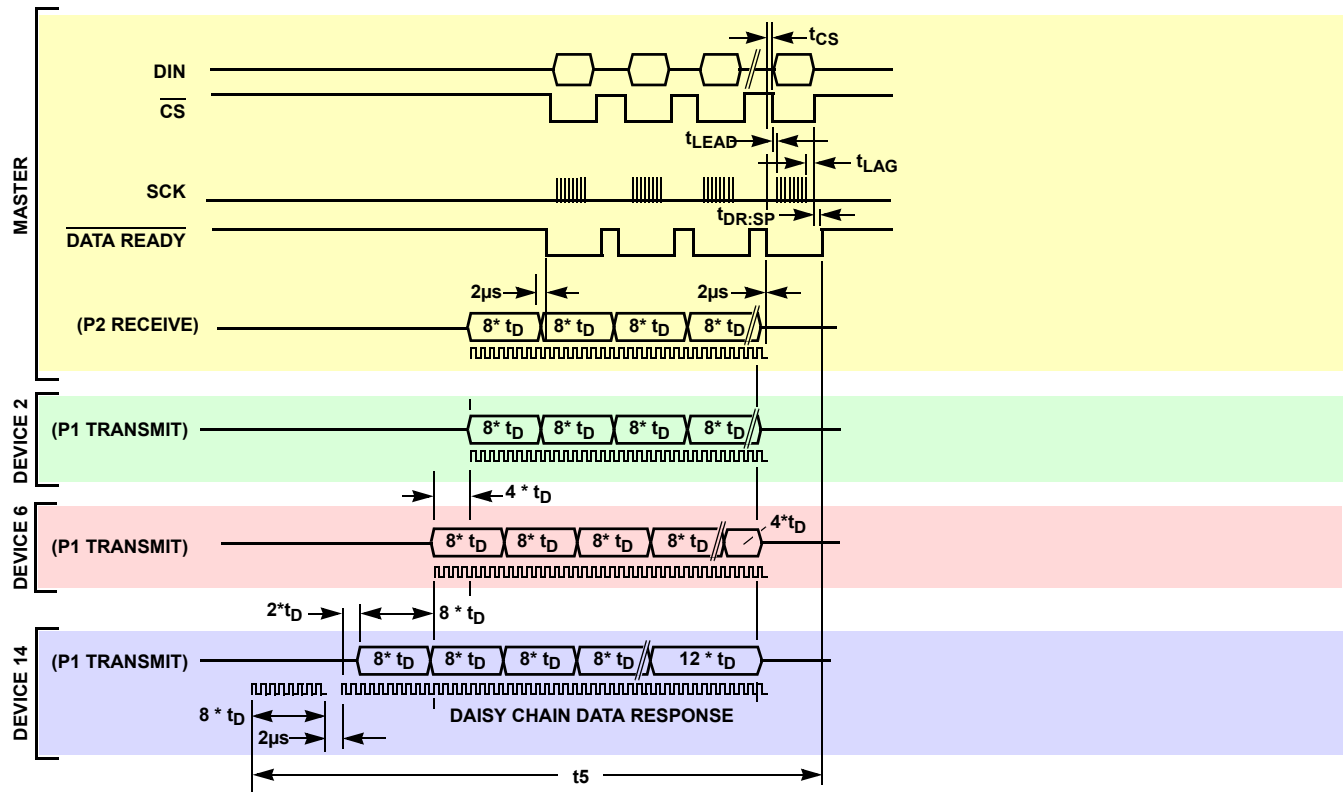 MASTER
tCS
DIN
CS
tLEAD
tLAG
SCK
tDR:SP
DATA READY
2µs
2µs
(P2 RECEIVE)
8* tD
8* tD
8* tD
8* tD
DEVICE 2
(P1 TRANSMIT)
8* tD
8* tD
8* tD
8* tD
4 * tD
DEVICE 6
(P1 TRANSMIT)
8* tD
8* tD
8* tD
8* tD
4*tD
2*tD
8 * tD
DEVICE 14
(P1 TRANSMIT)
8* tD
8* tD
8* tD
8* tD
12 * tD
8 * tD
DAISY CHAIN DATA RESPONSE
2µs
t5